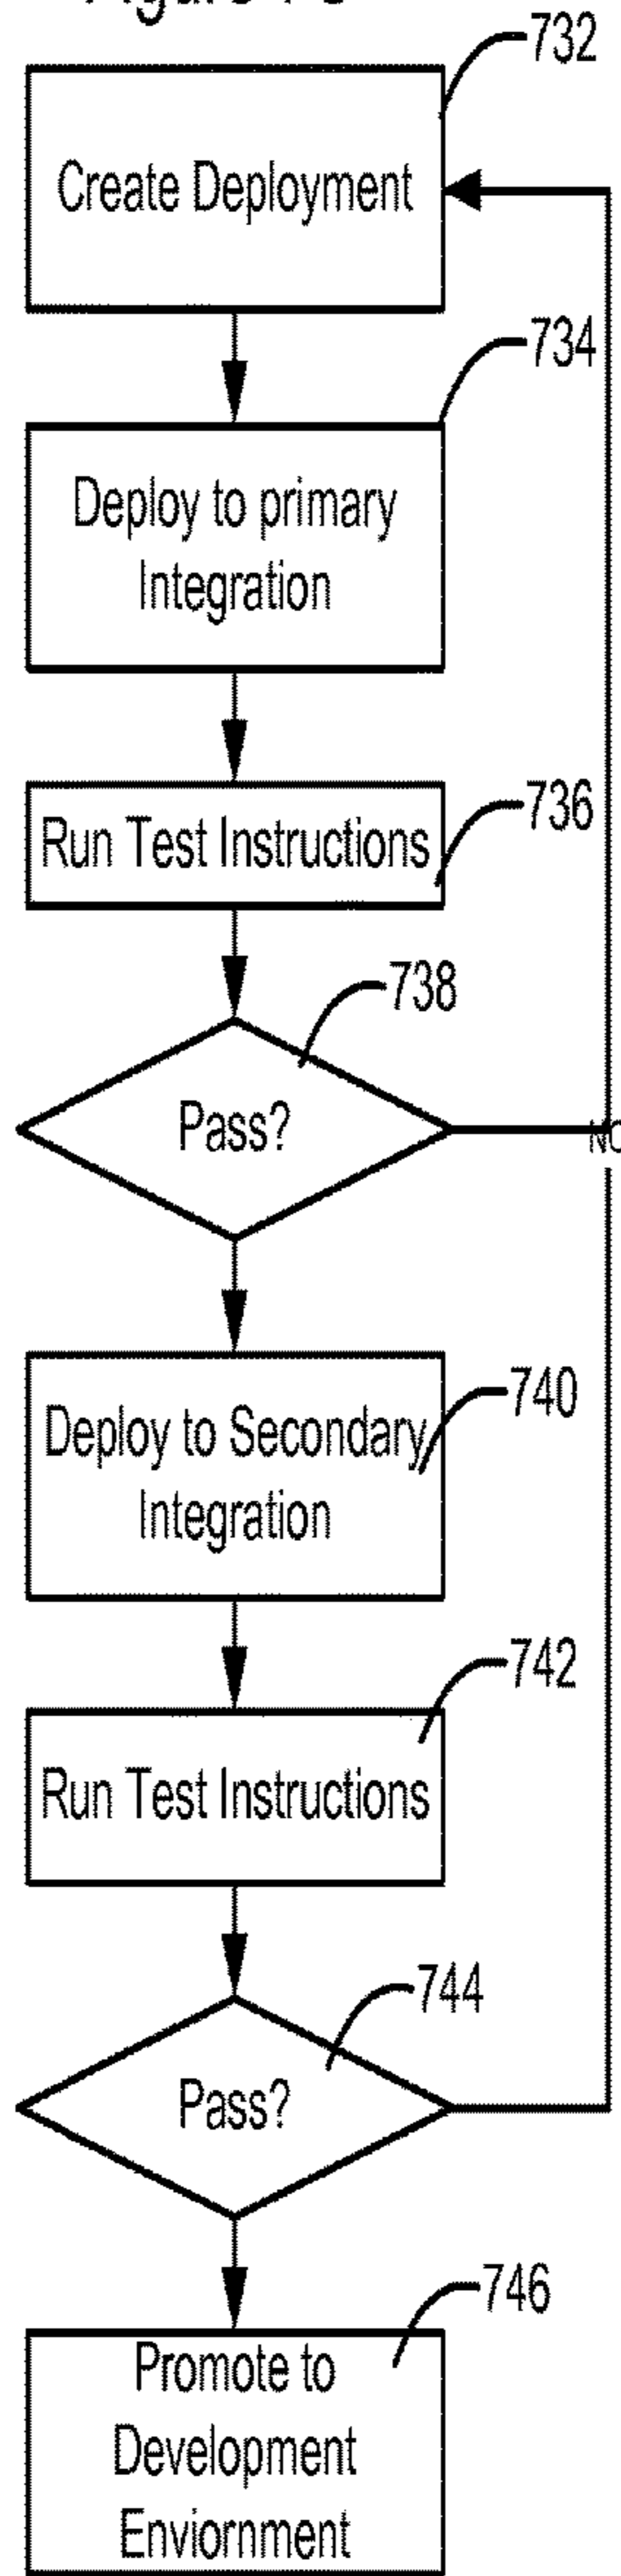 732
Create Deployment
734
Deploy to primary
Integration
736
Run Test Instructions
738
Pass?
NO
740
Deploy to Secondary
Integration
742
Run Test Instructions
744
Pass?
746
Promote to
Development
Enviornment